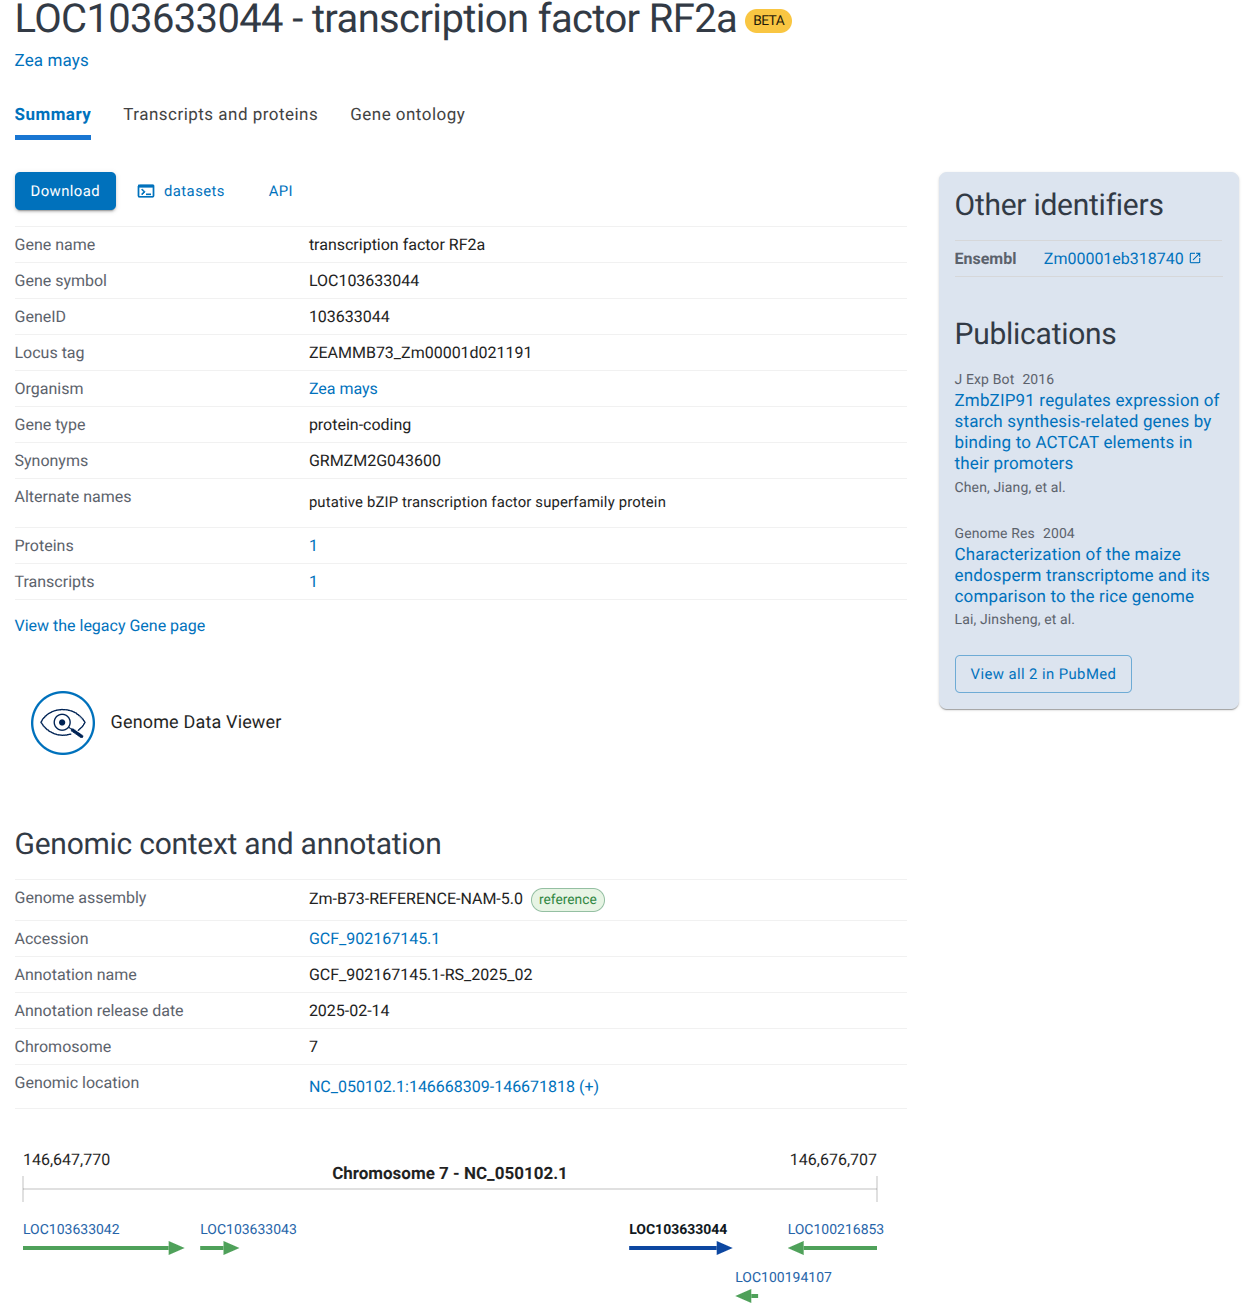 LOC103633044 - transcription factor RF2a BETA
Zea mays
Summary Transcripts and proteins Gene ontology
Download datasets API
Gene name transcription factor RF2a
Gene symbol LOC103633044
GeneID 103633044
Locus tag ZEAMMB73_Zm00001d021191
Organism Zea mays
Gene type protein-coding
Synonyms GRMZM2G043600
Alternate names putative bZIP transcription factor superfamily protein
Proteins 1
Transcripts 1
View the legacy Gene page
Genome Data Viewer
Other identifiers
Ensembl Zm00001eb318740
Publications
J Exp Bot 2016
ZmbZIP91 regulates expression of
starch synthesis-related genes by
binding to ACTCAT elements in
their promoters
Chen, Jiang, et al.
Genome Res 2004
Characterization of the maize
endosperm transcriptome and its
comparison to the rice genome
Lai, Jinsheng, et al.
View all 2 in PubMed
Genomic context and annotation
Genome assembly Zm-B73-REFERENCE-NAM-5.0 reference
Accession GCF_902167145.1
Annotation name GCF_902167145.1-RS_2025_02
Annotation release date 2025-02-14
Chromosome 7
Genomic location NC_050102.1:146668309-146671818 (+)
146,647,770 146,676,707
Chromosome 7 - NC_050102.1
LOC103633042 LOC103633043 LOC103633044 LOC100216853
LOC100194107